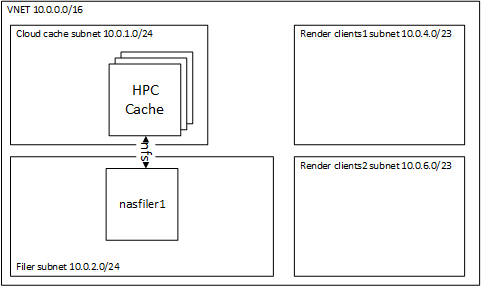 VNET 10.0.0.0/16
Cloud cache subnet 10.0.1.0/24
HPC
Cache
nfs
nasfiler1
Filer subnet 10.0.2.0/24
Render clients1 subnet 10.0.4.0/23
Render clients2 subnet 10.0.6.0/23